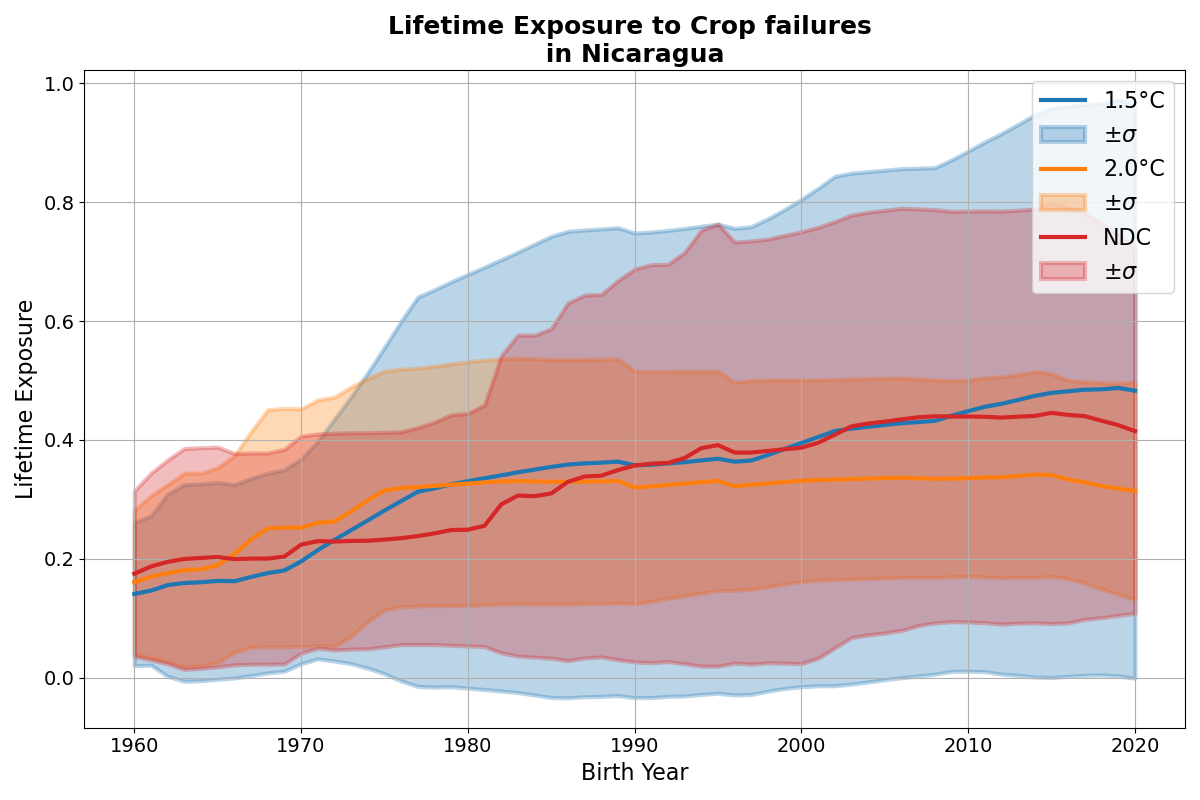 Lifetime Exposure to Crop failures
in Nicaragua
1.0
0.8
0.6
0.4
0.2
0.0
Lifetime Exposure
1960
1970
1980
1990
2000
2010
2020
Birth Year
1.5°C
±σ
2.0°C
±σ
NDC
±σ